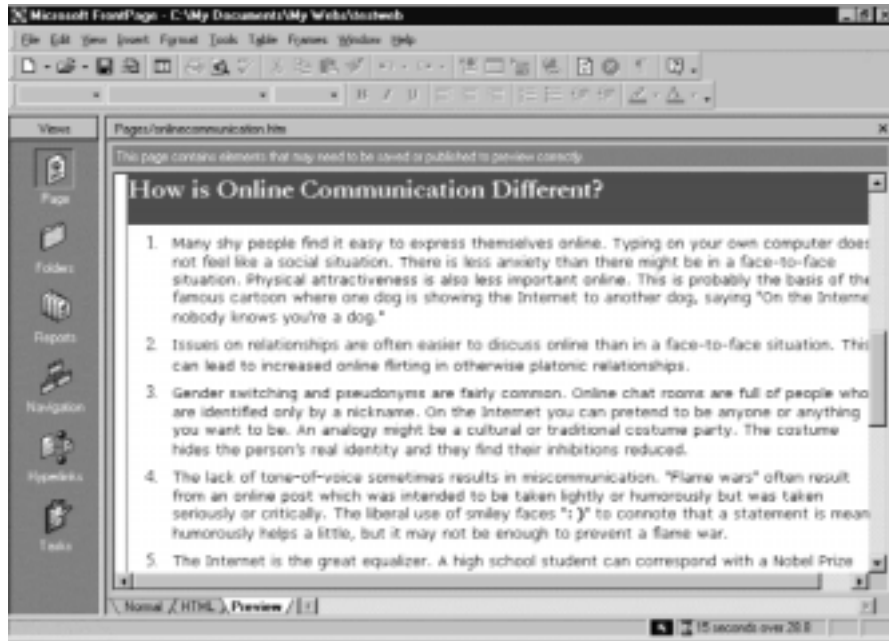 Microsoft FrontPage - C:\My Documents\My Webs\testweb
File Edit View Insert Format Tools Table Frames Window Help
B I U
Views
Pages/onlinecommunication.htm
This page contains elements that may need to be saved or published to preview correctly.
Page
Folders
Reports
Navigation
Hyperlinks
Tasks
How is Online Communication Different?
1. Many shy people find it easy to express themselves online. Typing on your own computer does
not feel like a social situation. There is less anxiety than there might be in a face-to-face
situation. Physical attractiveness is also less important online. This is probably the basis of the
famous cartoon where one dog is showing the Internet to another dog, saying "On the Interne
nobody knows you're a dog."
2. Issues on relationships are often easier to discuss online than in a face-to-face situation. This
can lead to increased online flirting in otherwise platonic relationships.
3. Gender switching and pseudonyms are fairly common. Online chat rooms are full of people who
are identified only by a nickname. On the Internet you can pretend to be anyone or anything
you want to be. An analogy might be a cultural or traditional costume party. The costume
hides the person's real identity and they find their inhibitions reduced.
4. The lack of tone-of-voice sometimes results in miscommunication. "Flame wars" often result
from an online post which was intended to be taken lightly or humorously but was taken
seriously or critically. The liberal use of smiley faces ":)" to connote that a statement is mean
humorously helps a little, but it may not be enough to prevent a flame war.
5. The Internet is the great equalizer. A high school student can correspond with a Nobel Prize
Normal HTML Preview
15 seconds over 28.8